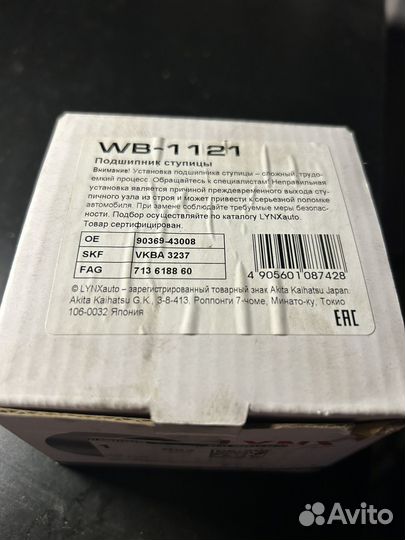 WB-1121
Подшипник ступицы
Внимание! Установка подшипника ступицы – сложный, трудо-
емкий процесс. Обращайтесь к специалистам! Неправильная
установка является причиной преждевременного выхода сту-
пичного узла из строя и может привести к серьезной поломке
автомобиля. При замене соблюдайте требуемые меры безопас-
ности. Подбор осуществляйте по каталогу LYNXauto.
Товар сертифицирован.
OE 90369-43008
SKF VKBA 3237
FAG 713 6188 60
4 905601 087428
© LYNXauto – зарегистрированный товарный знак Akita Kaihatsu Japan.
Akita Kaihatsu G.K., 3-8-413, Роппонги 7-чоме, Минато-ку, Токио
106-0032 Япония
EAC
Avito